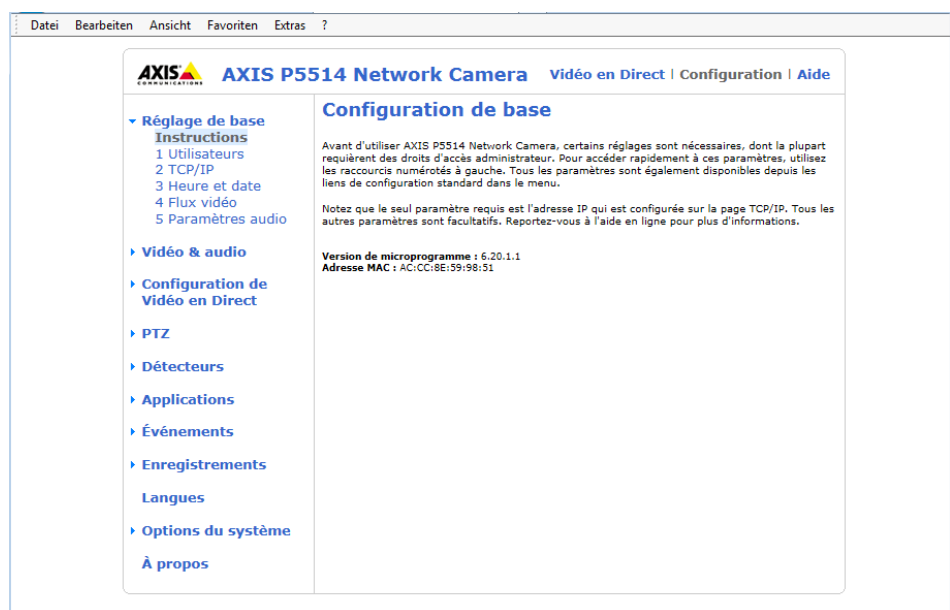 Datei Bearbeiten Ansicht Favoriten Extras ?
AXIS COMMUNICATIONS
AXIS P5514 Network Camera
Vidéo en Direct | Configuration | Aide
Réglage de base
Instructions
1 Utilisateurs
2 TCP/IP
3 Heure et date
4 Flux vidéo
5 Paramètres audio
Vidéo & audio
Configuration de
Vidéo en Direct
PTZ
Détecteurs
Applications
Événements
Enregistrements
Langues
Options du système
À propos
Configuration de base
Avant d'utiliser AXIS P5514 Network Camera, certains réglages sont nécessaires, dont la plupart
requièrent des droits d'accès administrateur. Pour accéder rapidement à ces paramètres, utilisez
les raccourcis numérotés à gauche. Tous les paramètres sont également disponibles depuis les
liens de configuration standard dans le menu.
Notez que le seul paramètre requis est l'adresse IP qui est configurée sur la page TCP/IP. Tous les
autres paramètres sont facultatifs. Reportez-vous à l'aide en ligne pour plus d'informations.
Version de microprogramme : 6.20.1.1
Adresse MAC : AC:CC:8E:59:98:51